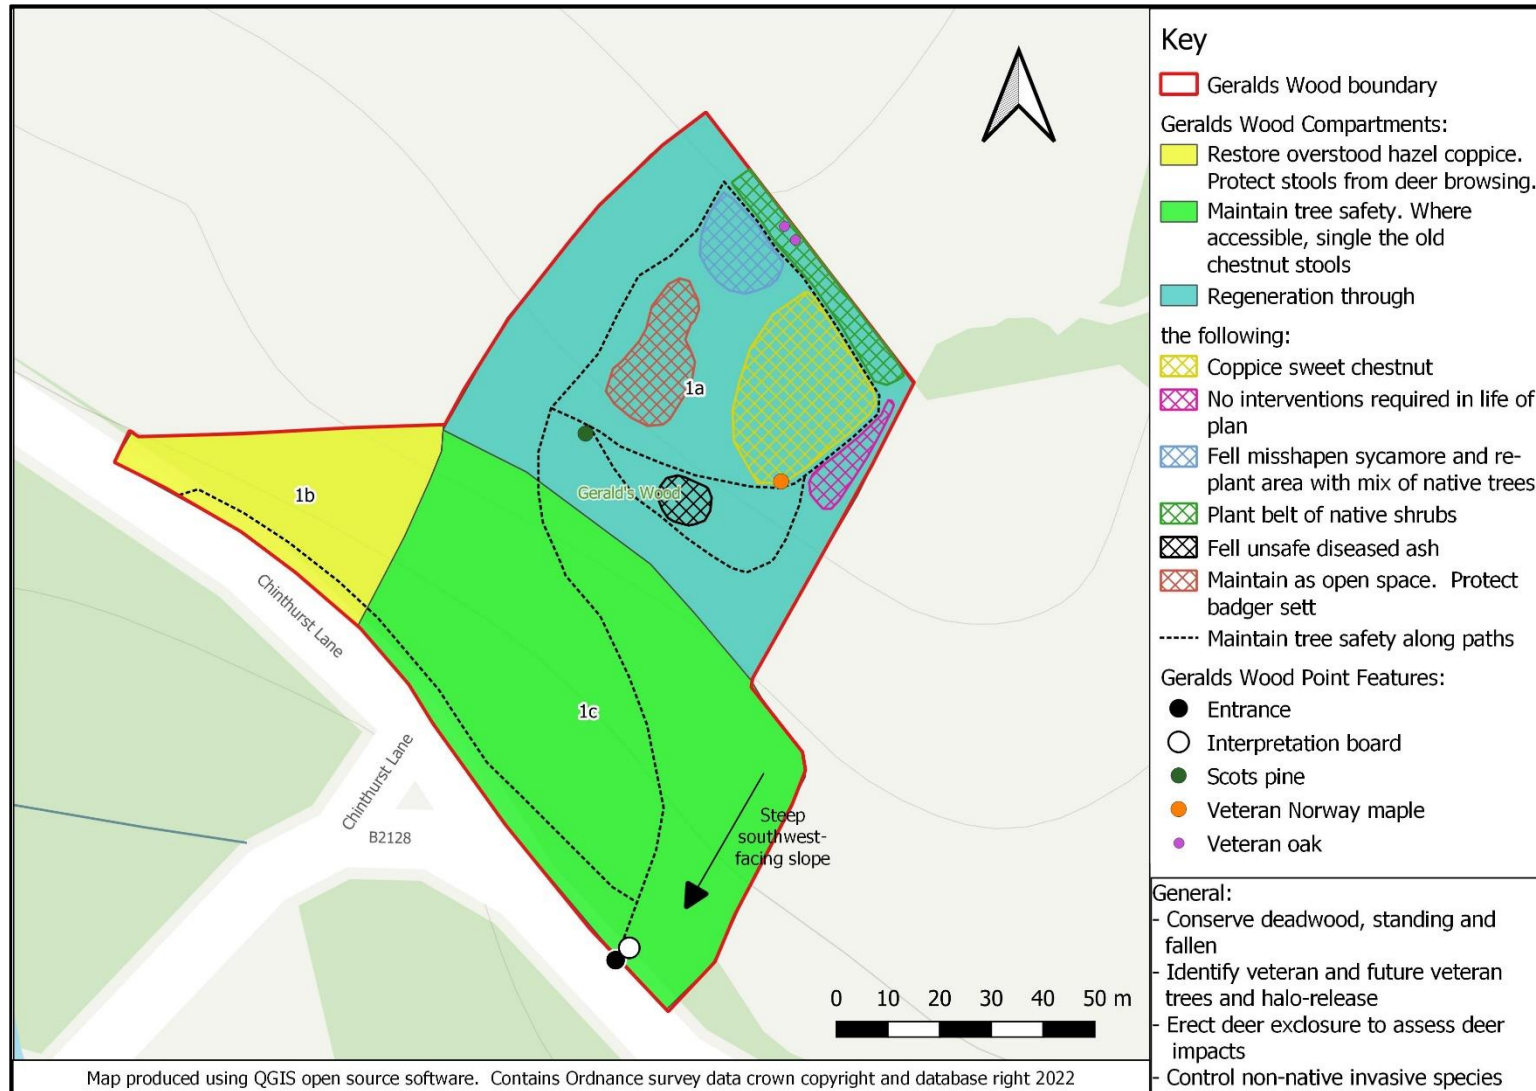 1a
Gerald's Wood
1b
Chinthurst Lane
1c
Chinthurst Lane
B2128
Steep
southwest-
facing slope
0 10 20 30 40 50 m
Map produced using QGIS open source software. Contains Ordnance survey data crown copyright and database right 2022
Key
Geralds Wood boundary
Geralds Wood Compartments:
Restore overstood hazel coppice.
Protect stools from deer browsing.
Maintain tree safety. Where
accessible, single the old
chestnut stools
Regeneration through
the following:
Coppice sweet chestnut
No interventions required in life of
plan
Fell misshapen sycamore and re-
plant area with mix of native trees
Plant belt of native shrubs
Fell unsafe diseased ash
Maintain as open space. Protect
badger sett
Maintain tree safety along paths
Geralds Wood Point Features:
Entrance
Interpretation board
Scots pine
Veteran Norway maple
Veteran oak
General:
- Conserve deadwood, standing and
fallen
- Identify veteran and future veteran
trees and halo-release
- Erect deer exclosure to assess deer
impacts
- Control non-native invasive species